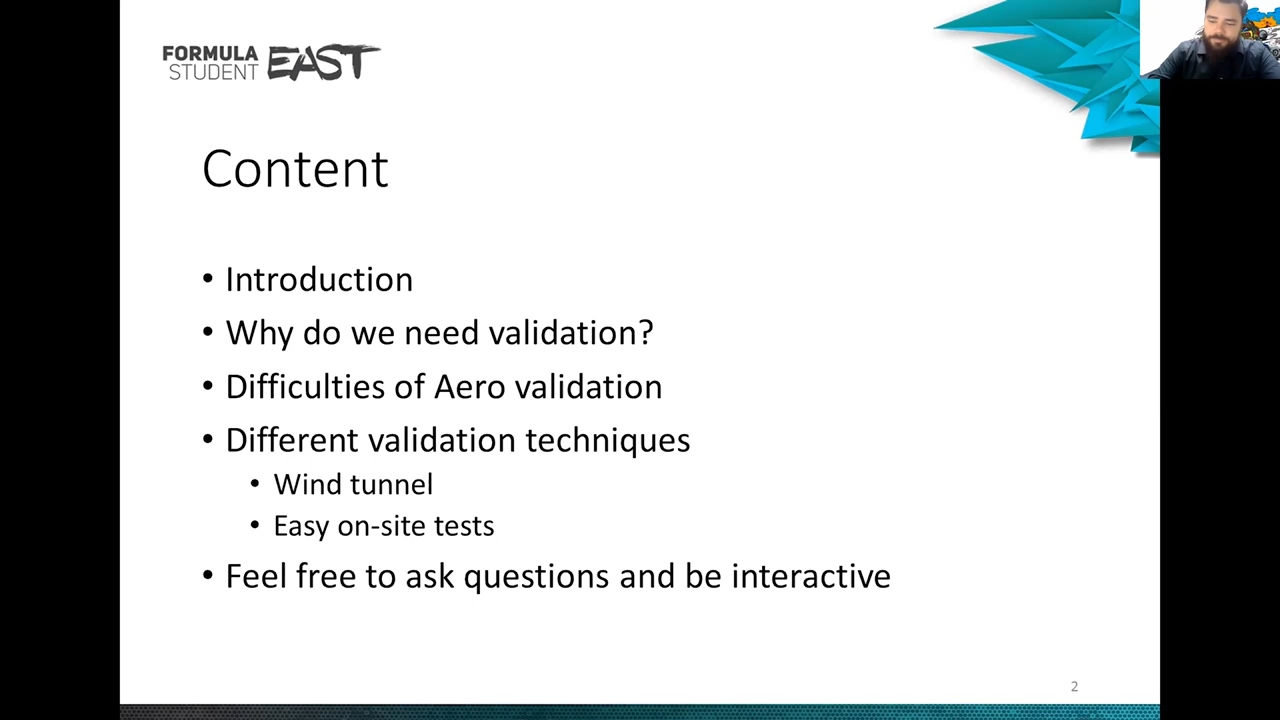 FORMULA
STUDENT
EAST
Content
• Introduction
• Why do we need validation?
• Difficulties of Aero validation
• Different validation techniques
• Wind tunnel
• Easy on-site tests
• Feel free to ask questions and be interactive
2